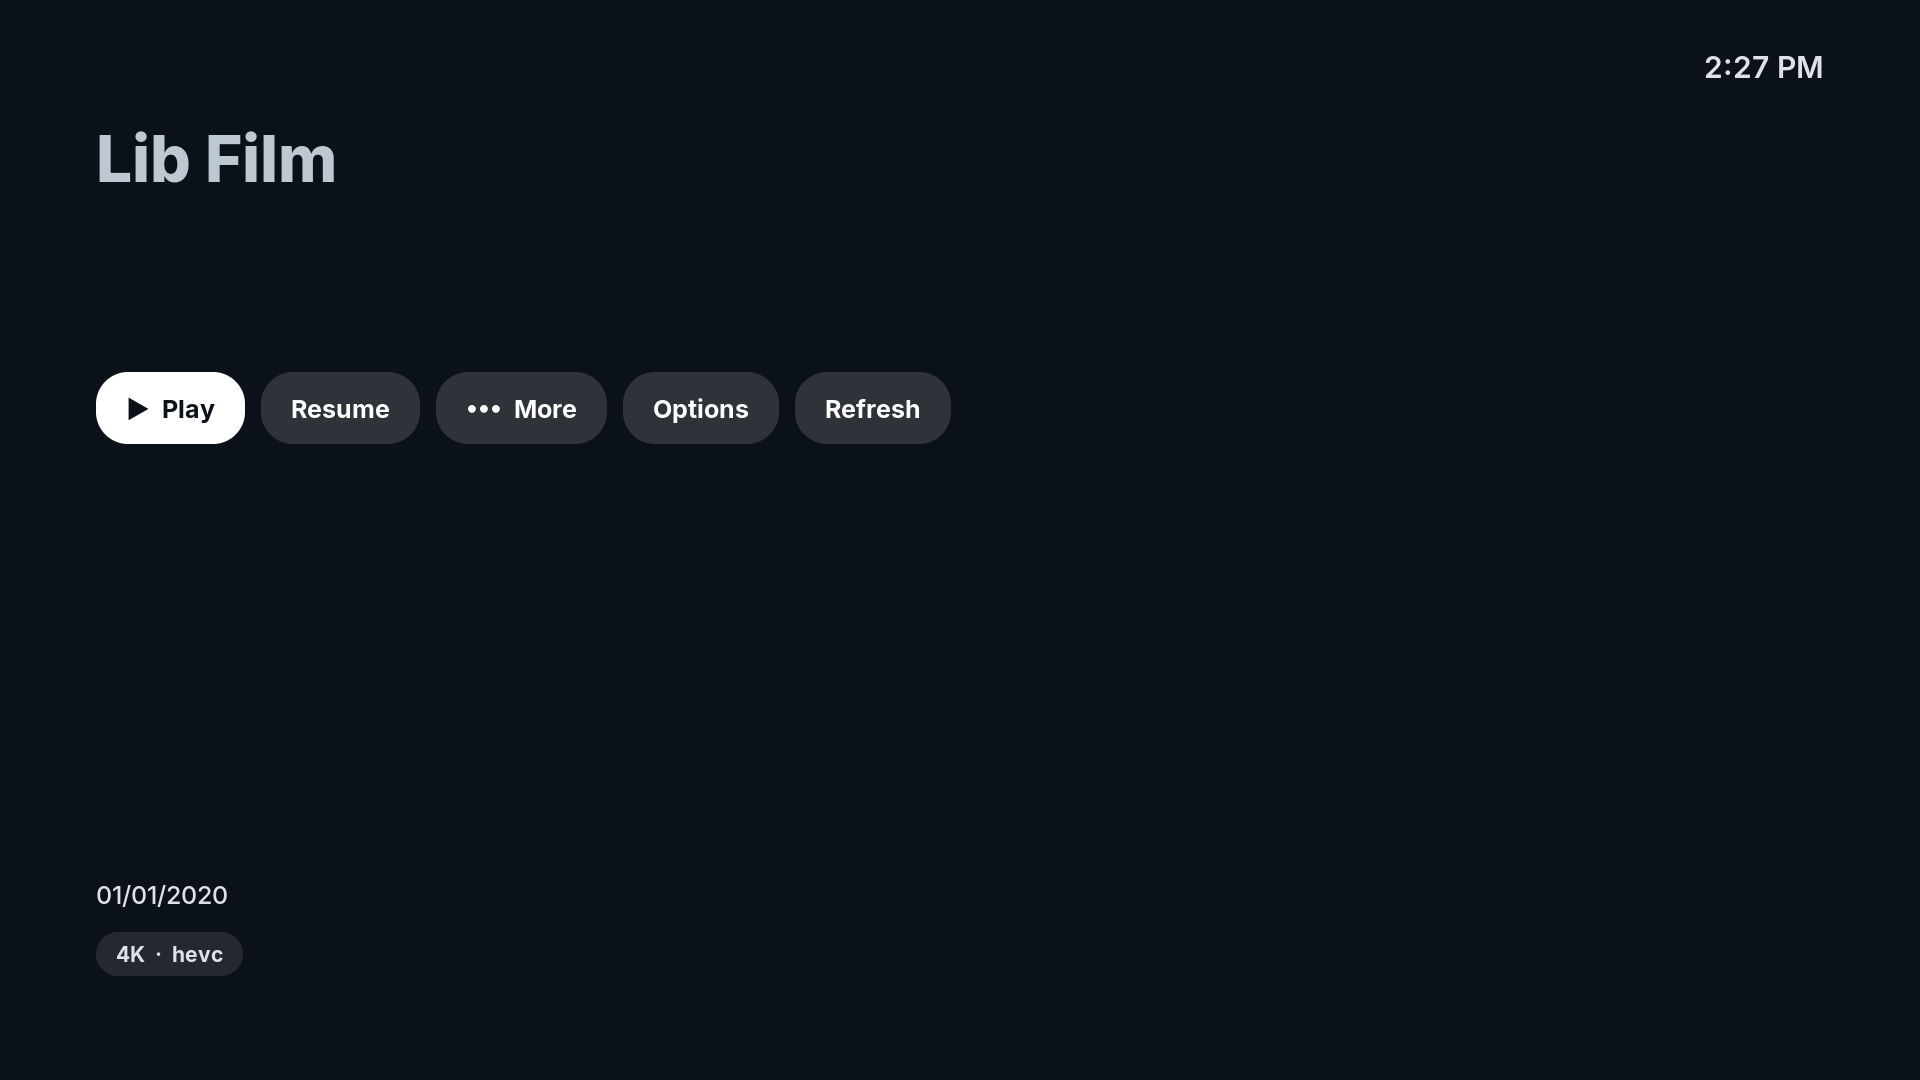 2:27 PM
Lib Film
Play
Resume
More
Options
Refresh
01/01/2020
4K · hevc